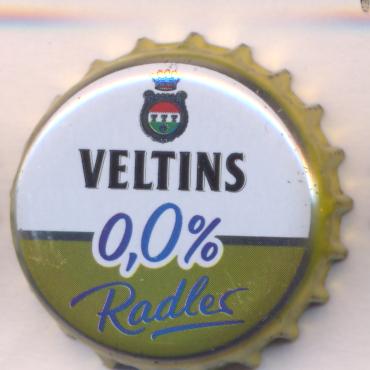 VELTINS
0,0%
Radler